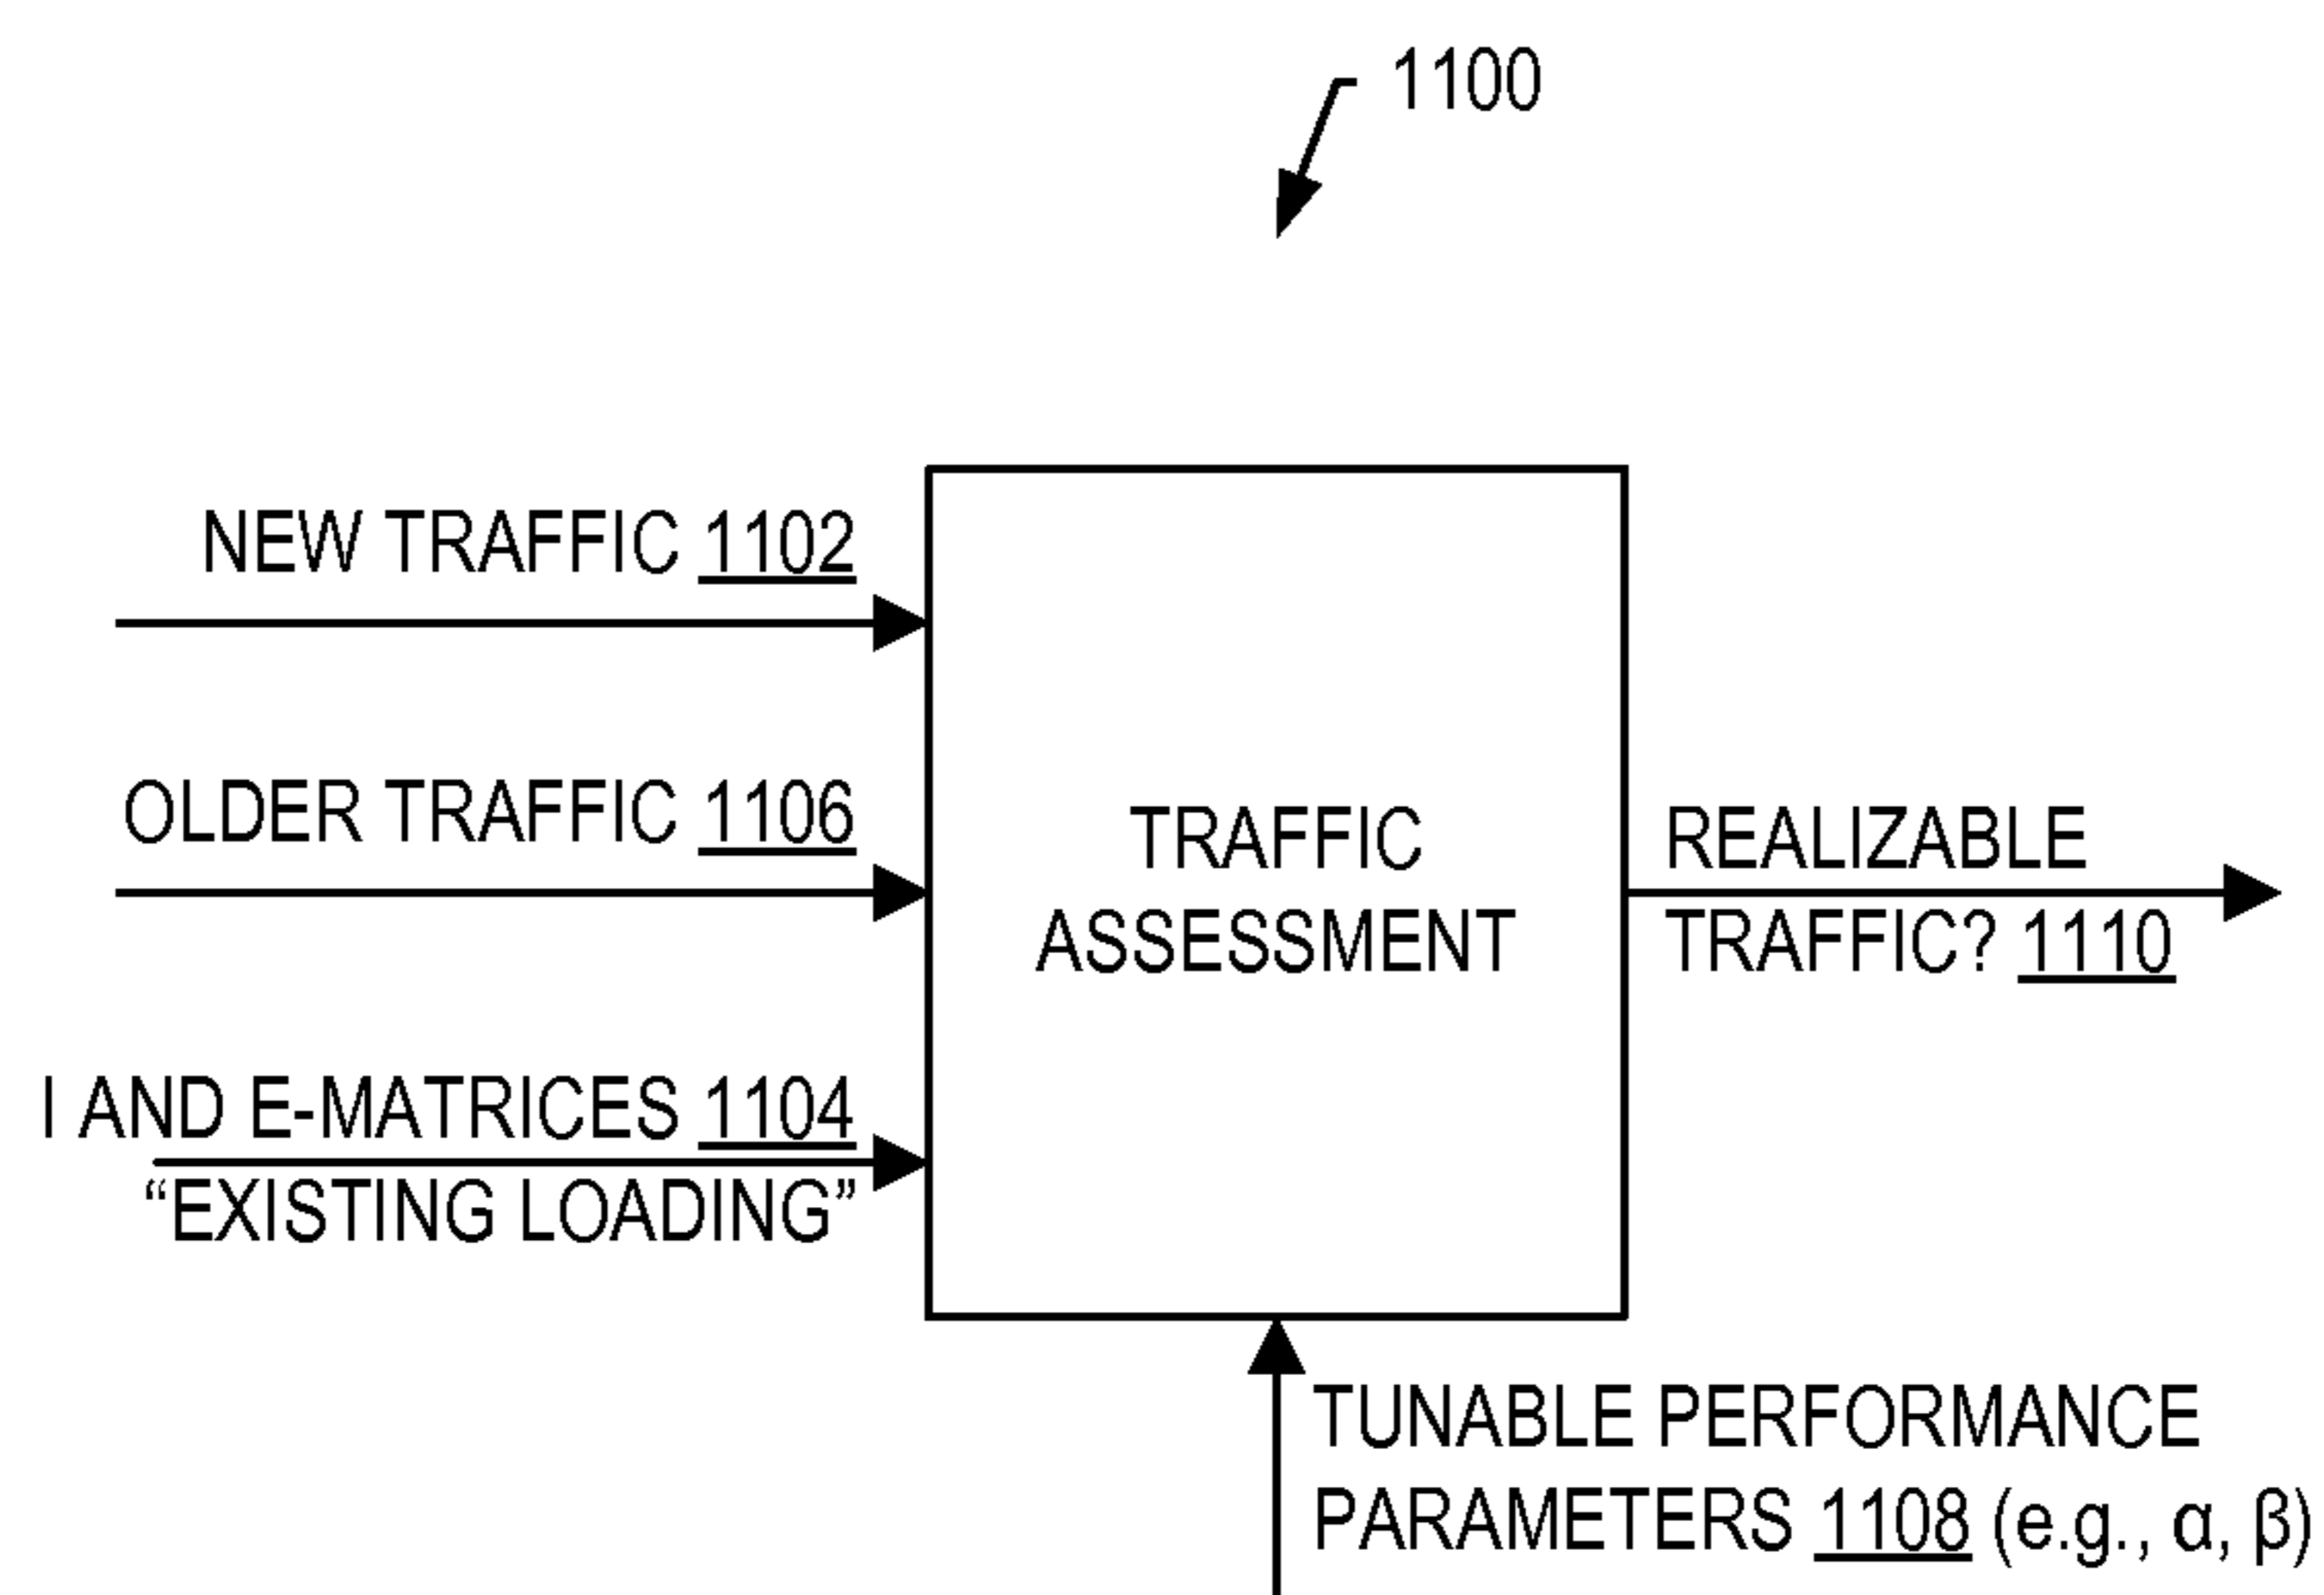 1100
NEW TRAFFIC 1102
OLDER TRAFFIC 1106
I AND E-MATRICES 1104
“EXISTING LOADING”
TRAFFIC
ASSESSMENT
REALIZABLE
TRAFFIC? 1110
TUNABLE PERFORMANCE
PARAMETERS 1108 (e.g., α, β)